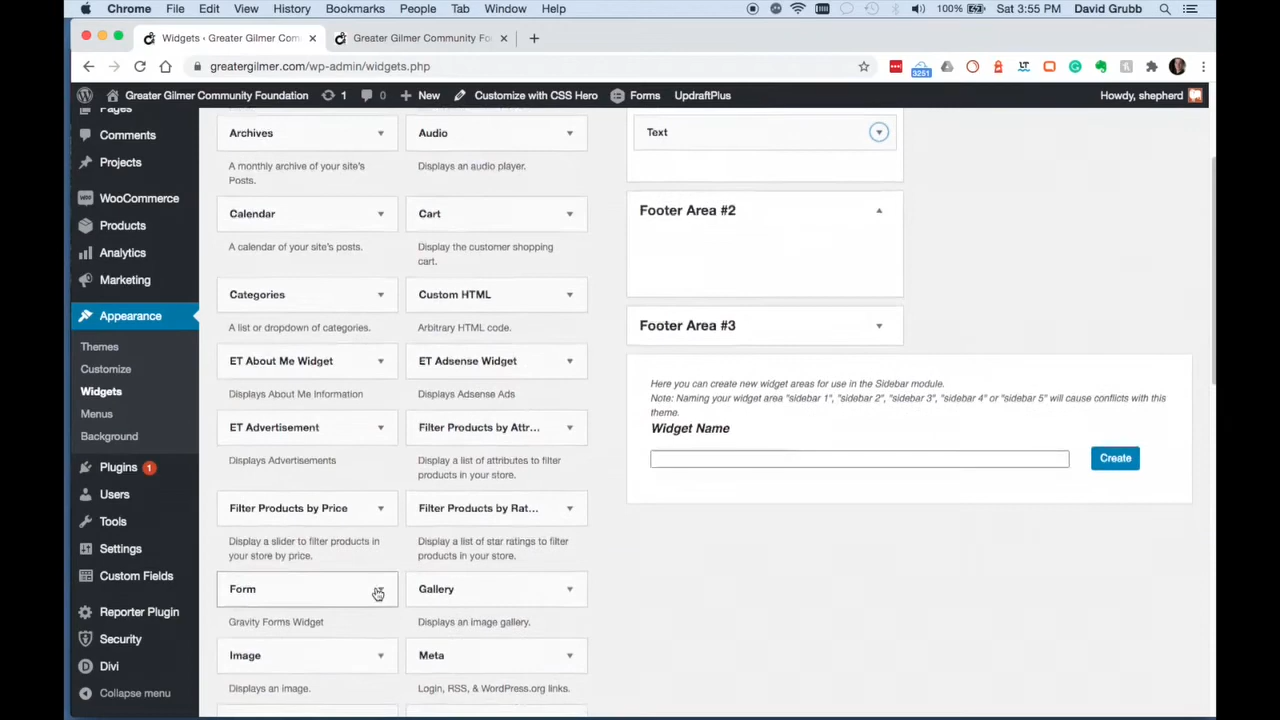 Chrome File Edit View History Bookmarks People Tab Window Help 100% Sat 3:55 PM David Grubb
Widgets ‹ Greater Gilmer Com Greater Gilmer Community Fo
greatergilmer.com/wp-admin/widgets.php 3251 LT
Greater Gilmer Community Foundation 1 0 New Customize with CSS Hero Forms UpdraftPlus Howdy, shepherd
Pages
Comments
Projects
WooCommerce
Products
Analytics
Marketing
Appearance
Themes
Customize
Widgets
Menus
Background
Plugins 1
Users
Tools
Settings
Custom Fields
Reporter Plugin
Security
Divi
Collapse menu
Archives
A monthly archive of your site's
Posts.
Audio
Displays an audio player.
Calendar
A calendar of your site's posts.
Cart
Display the customer shopping
cart.
Categories
A list or dropdown of categories.
Custom HTML
Arbitrary HTML code.
ET About Me Widget
Displays About Me Information
ET Adsense Widget
Displays Adsense Ads
ET Advertisement
Displays Advertisements
Filter Products by Attr...
Display a list of attributes to filter
products in your store.
Filter Products by Price
Display a slider to filter products in
your store by price.
Filter Products by Rat...
Display a list of star ratings to filter
products in your store.
Form
Gravity Forms Widget
Gallery
Displays an image gallery.
Image
Displays an image.
Meta
Login, RSS, & WordPress.org links.
Text
Footer Area #2
Footer Area #3
Here you can create new widget areas for use in the Sidebar module.
Note: Naming your widget area "sidebar 1", "sidebar 2", "sidebar 3", "sidebar 4" or "sidebar 5" will cause conflicts with this
theme.
Widget Name
Create